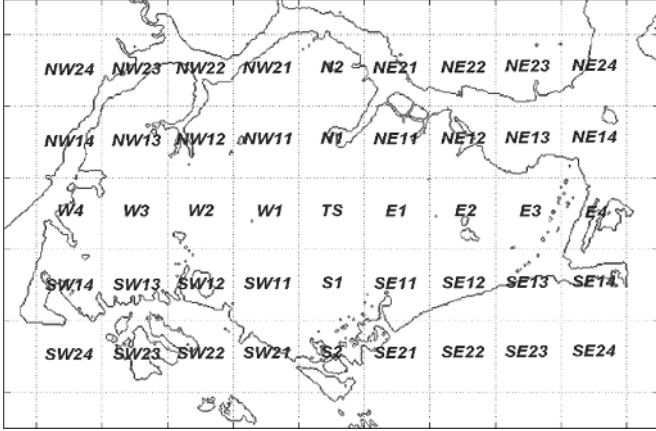 NW24 NW23 NW22 NW21 N2 NE21 NE22 NE23 NE24
NW14 NW13 NW12 NW11 N1 NE11 NE12 NE13 NE14
W4 W3 W2 W1 TS E1 E2 E3 E4
SW14 SW13 SW12 SW11 S1 SE11 SE12 SE13 SE14
SW24 SW23 SW22 SW21 S2 SE21 SE22 SE23 SE24